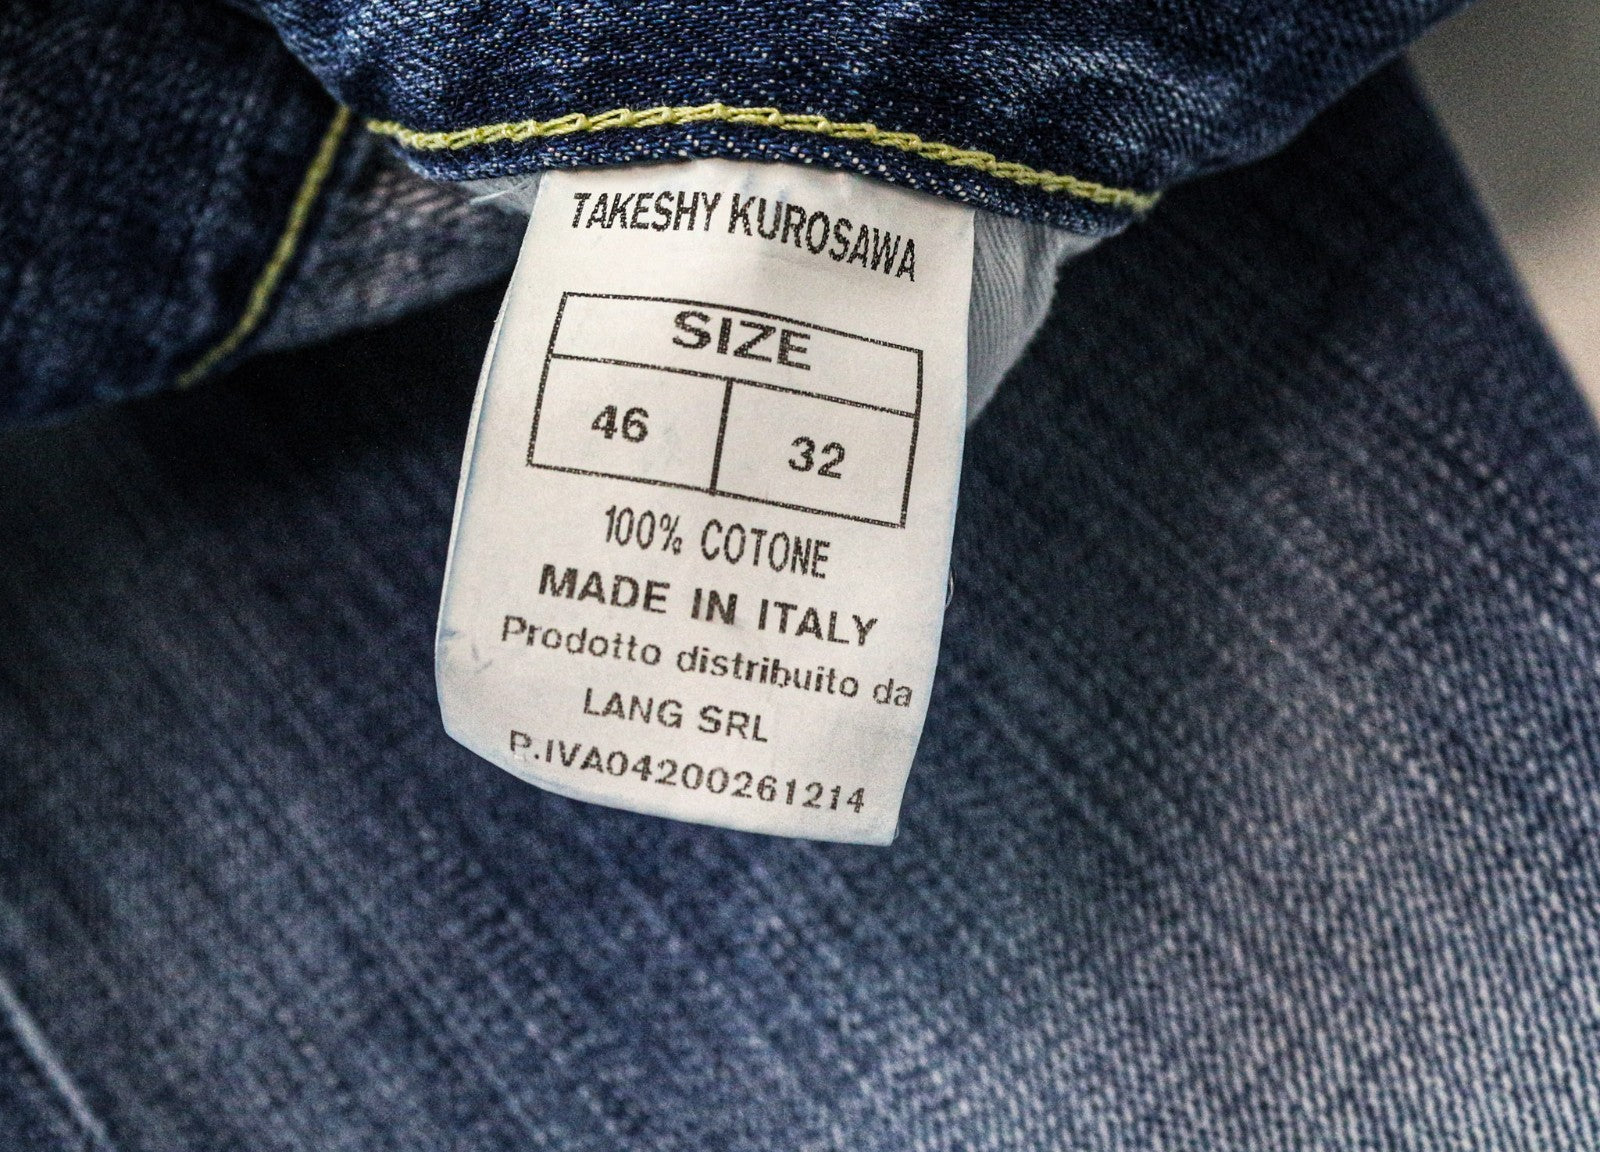 TAKESHY KUROSAWA
SIZE
46 32
100% COTONE
MADE IN ITALY
Prodotto distribuito da
LANG SRL
P.IVA04200261214